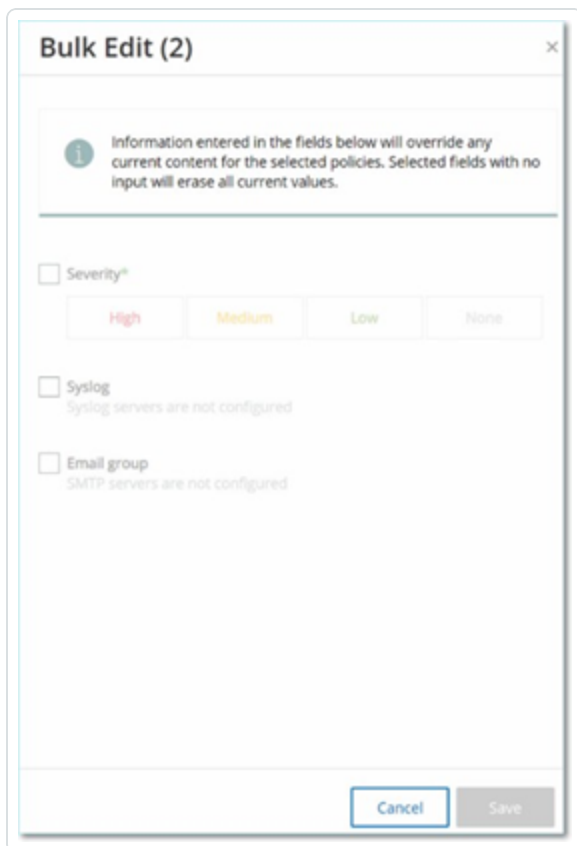 Bulk Edit (2)
×
Information entered in the fields below will override any
current content for the selected policies. Selected fields with no
input will erase all current values.
Severity*
High Medium Low None
Syslog
Syslog servers are not configured
Email group
SMTP servers are not configured
Cancel Save